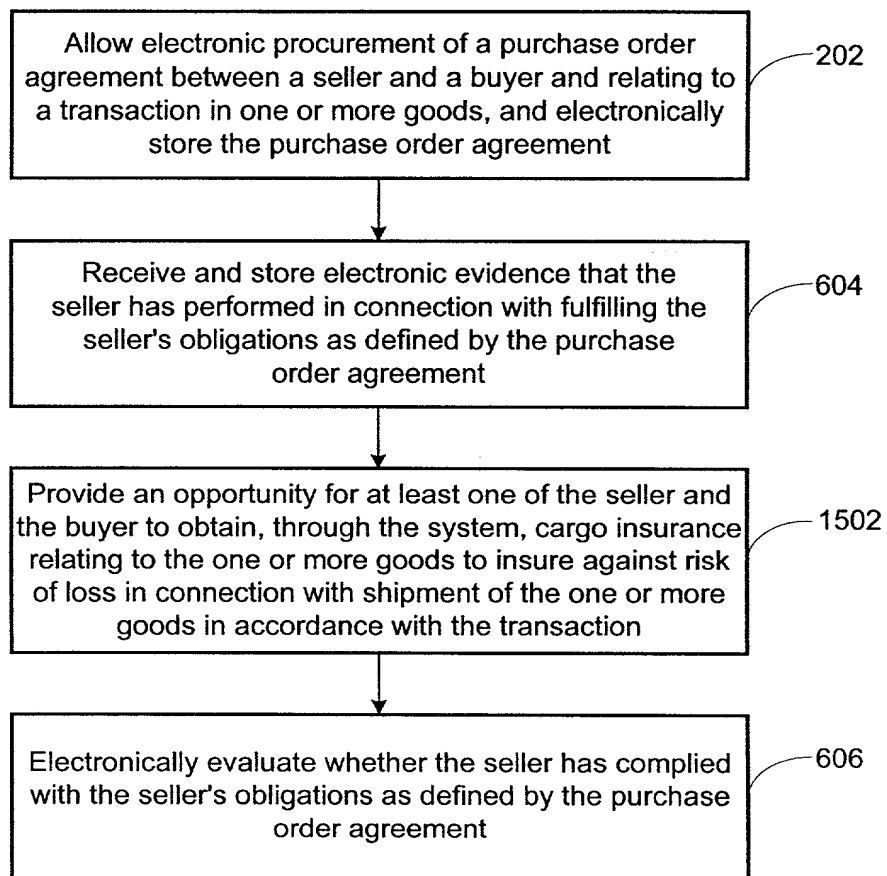 Allow electronic procurement of a purchase order
agreement between a seller and a buyer and relating to
a transaction in one or more goods, and electronically
store the purchase order agreement
202
Receive and store electronic evidence that the
seller has performed in connection with fulfilling the
seller's obligations as defined by the purchase
order agreement
604
Provide an opportunity for at least one of the seller and
the buyer to obtain, through the system, cargo insurance
relating to the one or more goods to insure against risk
of loss in connection with shipment of the one or more
goods in accordance with the transaction
1502
Electronically evaluate whether the seller has complied
with the seller's obligations as defined by the purchase
order agreement
606